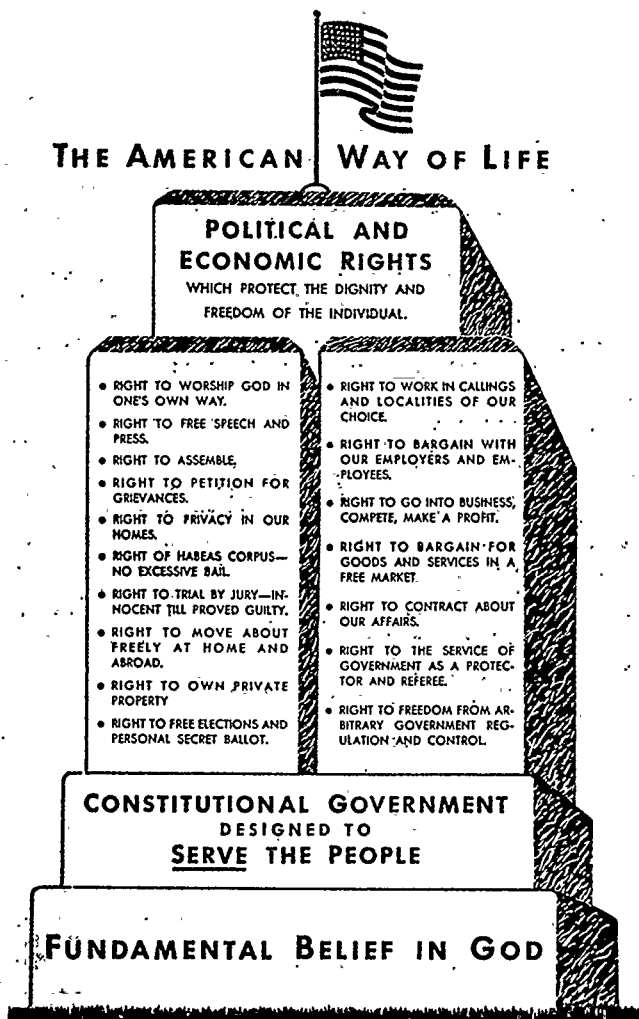 THE AMERICAN WAY OF LIFE
POLITICAL AND
ECONOMIC RIGHTS
WHICH PROTECT THE DIGNITY AND
FREEDOM OF THE INDIVIDUAL.
• RIGHT TO WORSHIP GOD IN
ONE'S OWN WAY.
• RIGHT TO FREE SPEECH AND
PRESS.
• RIGHT TO ASSEMBLE.
• RIGHT TO PETITION FOR
GRIEVANCES.
• RIGHT TO PRIVACY IN OUR
HOMES.
• RIGHT OF HABEAS CORPUS—
NO EXCESSIVE BAIL.
• RIGHT TO TRIAL BY JURY—IN-
NOCENT TILL PROVED GUILTY.
• RIGHT TO MOVE ABOUT
FREELY AT HOME AND
ABROAD.
• RIGHT TO OWN PRIVATE
PROPERTY
• RIGHT TO FREE ELECTIONS AND
PERSONAL SECRET BALLOT.
• RIGHT TO WORK IN CALLINGS
AND LOCALITIES OF OUR
CHOICE.
• RIGHT TO BARGAIN WITH
OUR EMPLOYERS AND EM-
PLOYEES.
• RIGHT TO GO INTO BUSINESS,
COMPETE, MAKE A PROFIT.
• RIGHT TO BARGAIN FOR
GOODS AND SERVICES IN A
FREE MARKET.
• RIGHT TO CONTRACT ABOUT
OUR AFFAIRS.
• RIGHT TO THE SERVICE OF
GOVERNMENT AS A PROTEC-
TOR AND REFEREE.
• RIGHT TO FREEDOM FROM AR-
BITRARY GOVERNMENT REG-
ULATION AND CONTROL.
CONSTITUTIONAL GOVERNMENT
DESIGNED TO
SERVE THE PEOPLE
FUNDAMENTAL BELIEF IN GOD